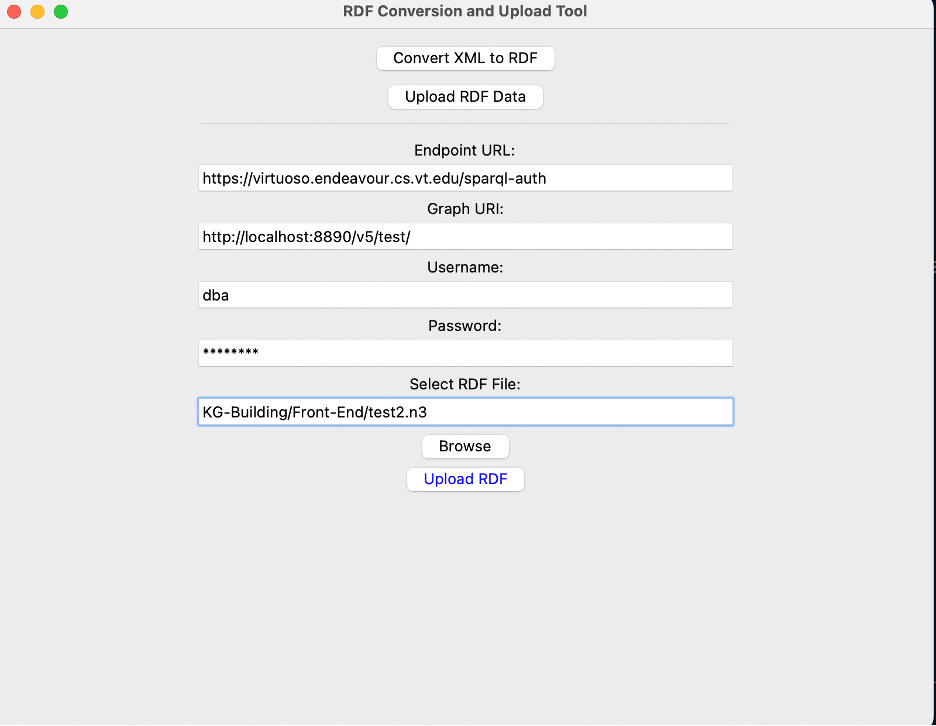 RDF Conversion and Upload Tool
Convert XML to RDF
Upload RDF Data
Endpoint URL:
https://virtuoso.endeavour.cs.vt.edu/sparql-auth
Graph URI:
http://localhost:8890/v5/test/
Username:
dba
Password:
********
Select RDF File:
KG-Building/Front-End/test2.n3
Browse
Upload RDF